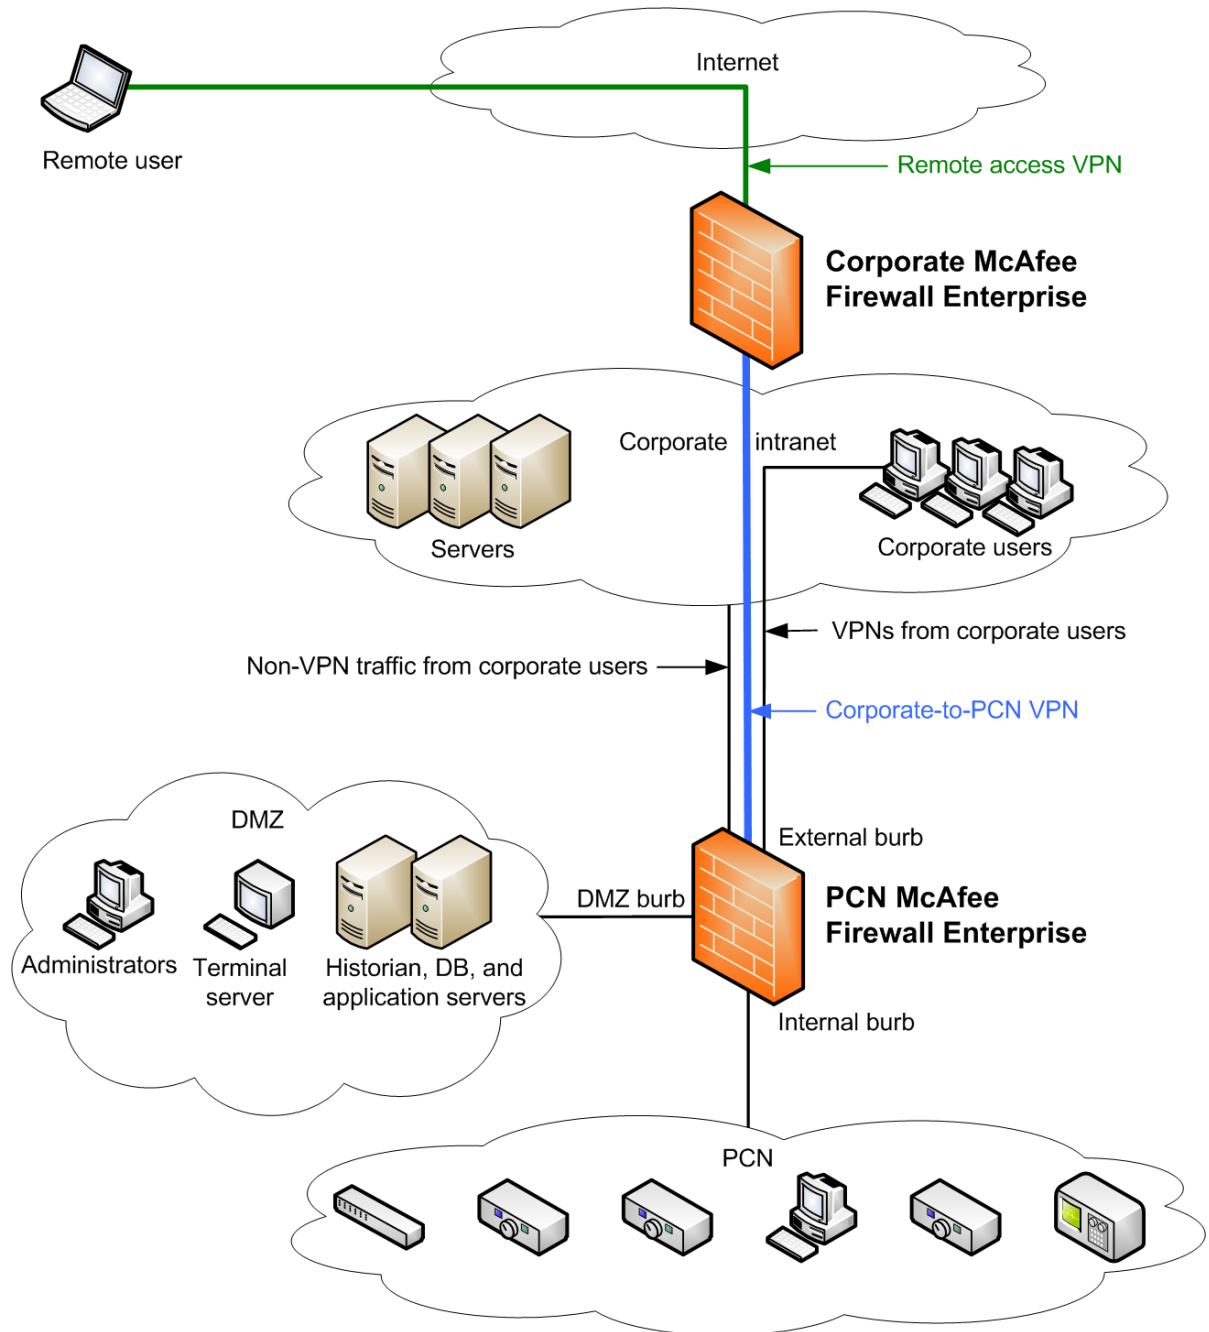 Internet
Remote user
Remote access VPN
Corporate McAfee
Firewall Enterprise
Corporate intranet
Servers
Corporate users
VPNs from corporate users
Non-VPN traffic from corporate users
Corporate-to-PCN VPN
DMZ
External burb
DMZ burb
PCN McAfee
Firewall Enterprise
Administrators
Terminal
server
Historian, DB, and
application servers
Internal burb
PCN